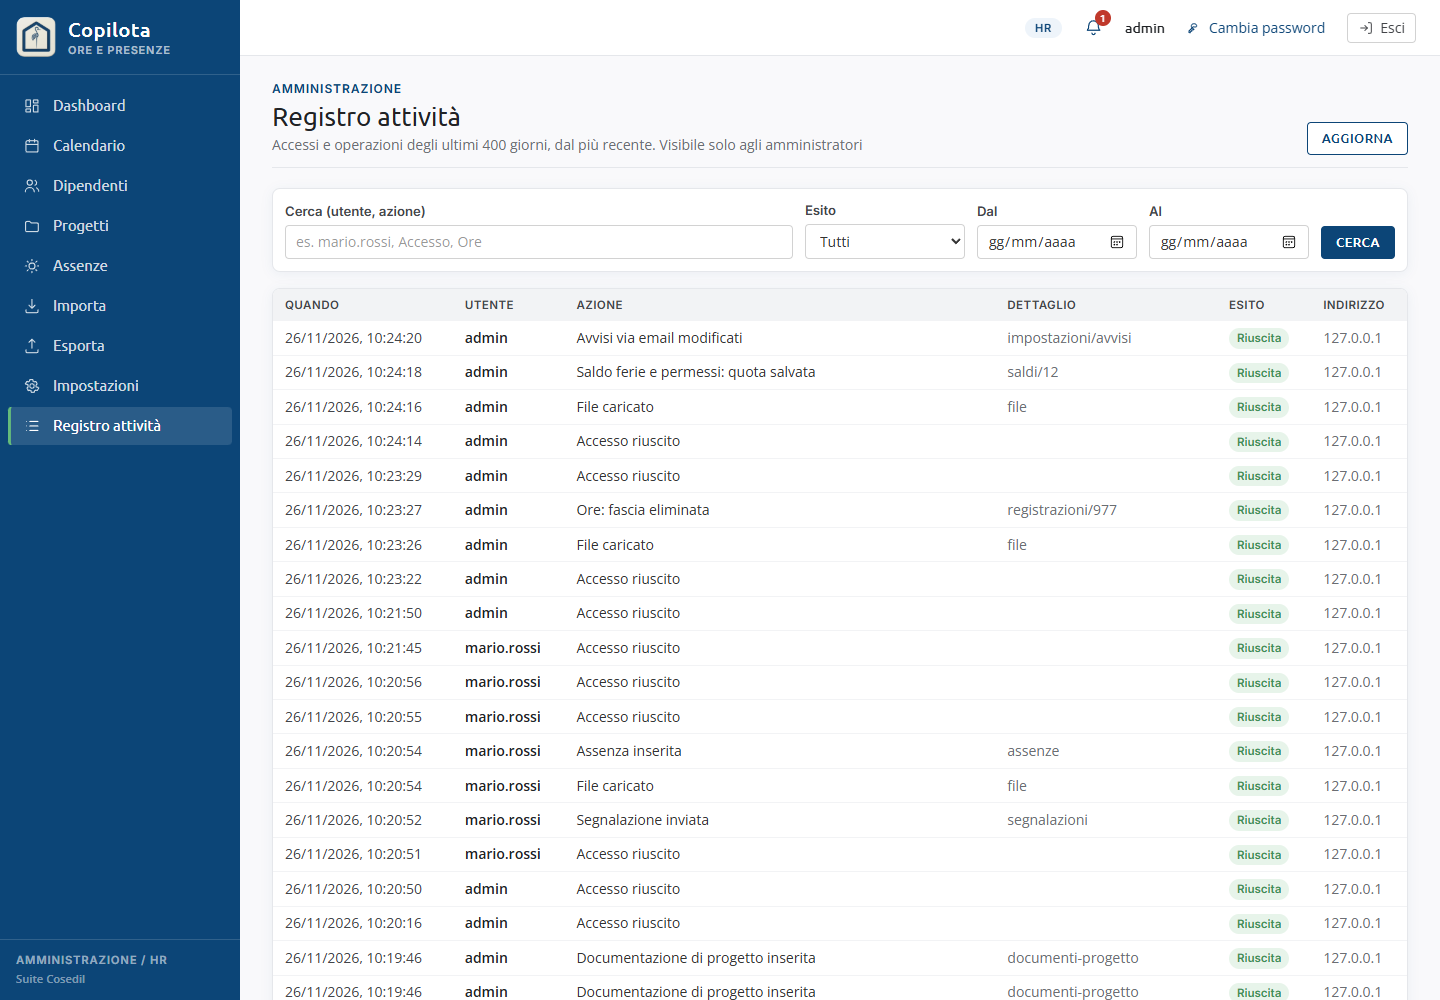 Copilota
ORE E PRESENZE
Dashboard
Calendario
Dipendenti
Progetti
Assenze
Importa
Esporta
Impostazioni
Registro attività
AMMINISTRAZIONE / HR
Suite Cosedil
HR
1
admin
Cambia password
Esci
AMMINISTRAZIONE
Registro attività
Accessi e operazioni degli ultimi 400 giorni, dal più recente. Visibile solo agli amministratori
AGGIORNA
Cerca (utente, azione) Esito Dal Al
es. mario.rossi, Accesso, Ore Tutti gg/mm/aaaa gg/mm/aaaa CERCA
QUANDO UTENTE AZIONE DETTAGLIO ESITO INDIRIZZO
26/11/2026, 10:24:20 admin Avvisi via email modificati impostazioni/avvisi Riuscita 127.0.0.1
26/11/2026, 10:24:18 admin Saldo ferie e permessi: quota salvata saldi/12 Riuscita 127.0.0.1
26/11/2026, 10:24:16 admin File caricato file Riuscita 127.0.0.1
26/11/2026, 10:24:14 admin Accesso riuscito Riuscita 127.0.0.1
26/11/2026, 10:23:29 admin Accesso riuscito Riuscita 127.0.0.1
26/11/2026, 10:23:27 admin Ore: fascia eliminata registrazioni/977 Riuscita 127.0.0.1
26/11/2026, 10:23:26 admin File caricato file Riuscita 127.0.0.1
26/11/2026, 10:23:22 admin Accesso riuscito Riuscita 127.0.0.1
26/11/2026, 10:21:50 admin Accesso riuscito Riuscita 127.0.0.1
26/11/2026, 10:21:45 mario.rossi Accesso riuscito Riuscita 127.0.0.1
26/11/2026, 10:20:56 mario.rossi Accesso riuscito Riuscita 127.0.0.1
26/11/2026, 10:20:55 mario.rossi Accesso riuscito Riuscita 127.0.0.1
26/11/2026, 10:20:54 mario.rossi Assenza inserita assenze Riuscita 127.0.0.1
26/11/2026, 10:20:54 mario.rossi File caricato file Riuscita 127.0.0.1
26/11/2026, 10:20:52 mario.rossi Segnalazione inviata segnalazioni Riuscita 127.0.0.1
26/11/2026, 10:20:51 mario.rossi Accesso riuscito Riuscita 127.0.0.1
26/11/2026, 10:20:50 admin Accesso riuscito Riuscita 127.0.0.1
26/11/2026, 10:20:16 admin Accesso riuscito Riuscita 127.0.0.1
26/11/2026, 10:19:46 admin Documentazione di progetto inserita documenti-progetto Riuscita 127.0.0.1
26/11/2026, 10:19:46 admin Documentazione di progetto inserita documenti-progetto Riuscita 127.0.0.1